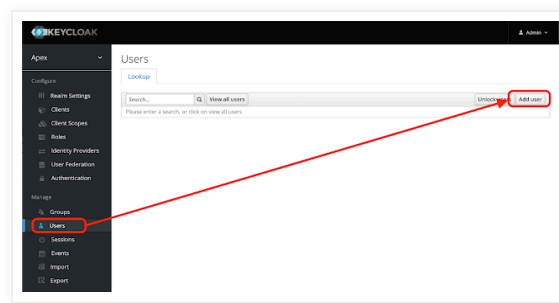 KEYCLOAK
Admin
Apex
Users
Lookup
Configure
Realm Settings
Clients
Client Scopes
Roles
Identity Providers
User Federation
Authentication
Search...
View all users
Add user
Please enter a search, or click on view all users
Manage
Groups
Users
Sessions
Events
Import
Export